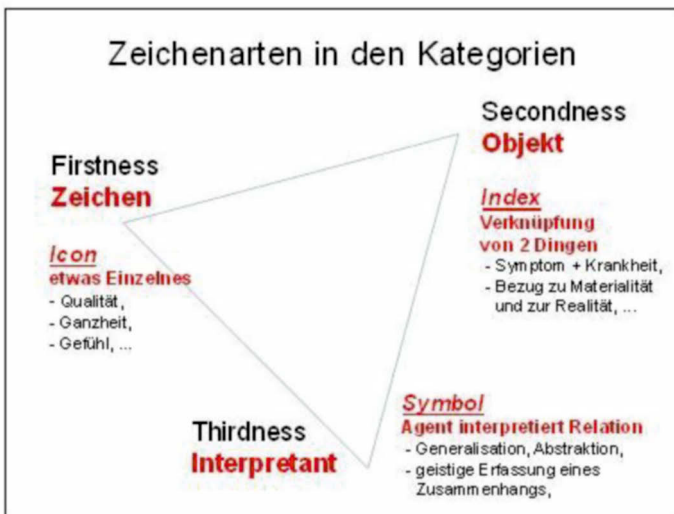 Zeichenarten in den Kategorien
Firstness
Zeichen
Icon
etwas Einzelnes
- Qualität,
- Ganzheit,
- Gefühl, ...
Secondness
Objekt
Index
Verknüpfung
von 2 Dingen
- Symptom + Krankheit,
- Bezug zu Materialität
und zur Realität, ...
Thirdness
Interpretant
Symbol
Agent interpretiert Relation
- Generalisation, Abstraktion,
- geistige Erfassung eines
Zusammenhangs,